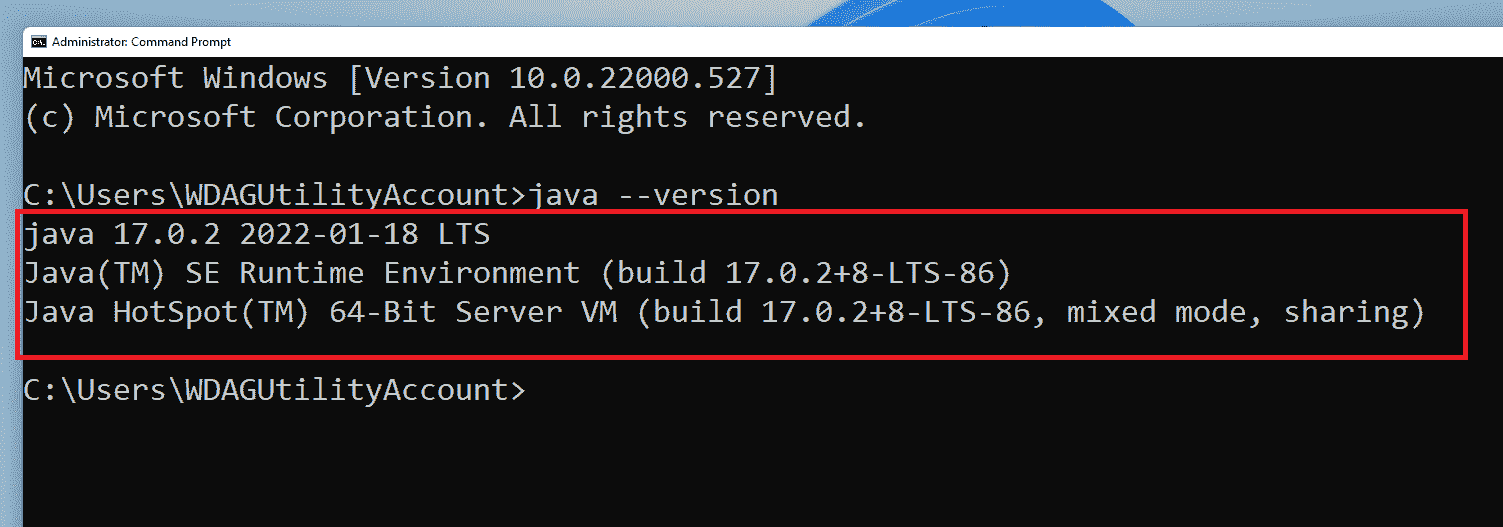 Administrator: Command Prompt
Microsoft Windows [Version 10.0.22000.527]
(c) Microsoft Corporation. All rights reserved.
C:\Users\WDAGUtilityAccount>java --version
java 17.0.2 2022-01-18 LTS
Java(TM) SE Runtime Environment (build 17.0.2+8-LTS-86)
Java HotSpot(TM) 64-Bit Server VM (build 17.0.2+8-LTS-86, mixed mode, sharing)
C:\Users\WDAGUtilityAccount>